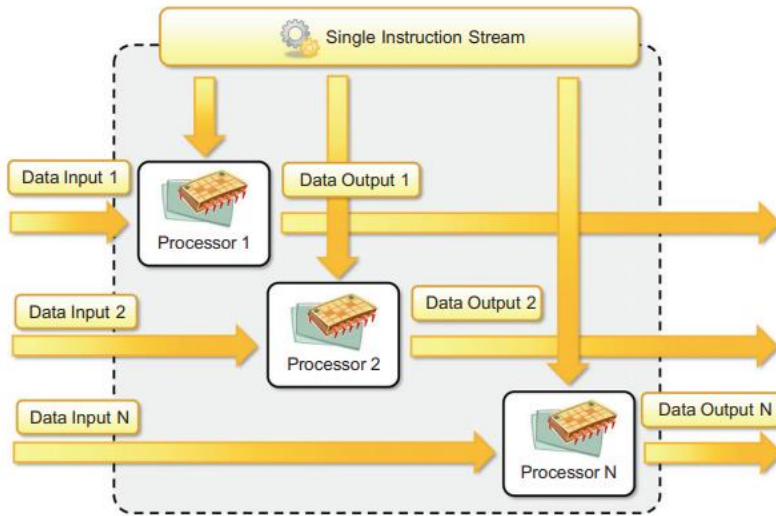 Single Instruction Stream
Data Input 1
Data Output 1
Processor 1
Data Input 2
Data Output 2
Processor 2
Data Input N
Data Output N
Processor N